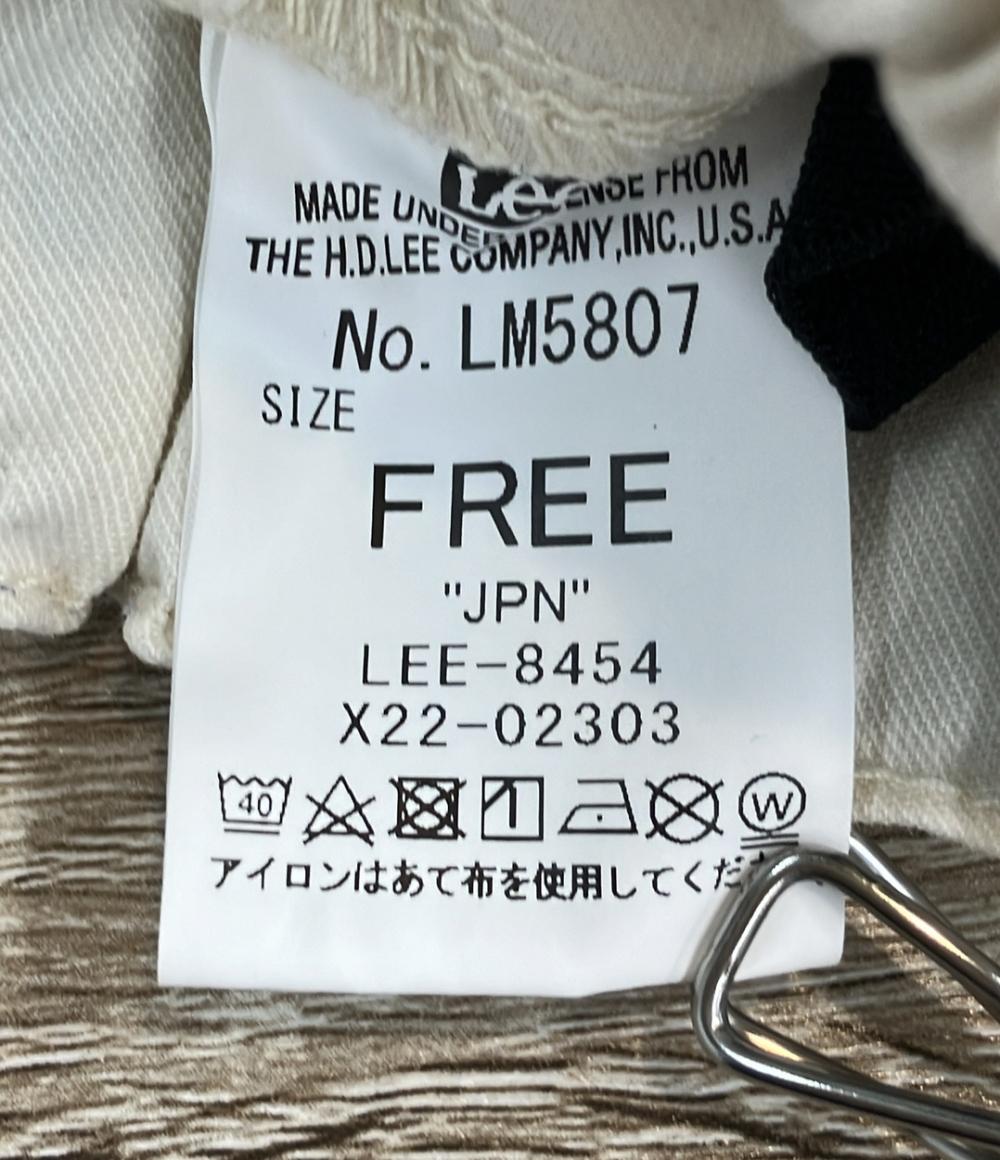 Lee
MADE UNDER ENSE FROM
THE H.D.LEE COMPANY,INC.,U.S.A
No. LM5807
SIZE
FREE
"JPN"
LEE-8454
X22-02303
40 W
アイロンはあて布を使用してくだ